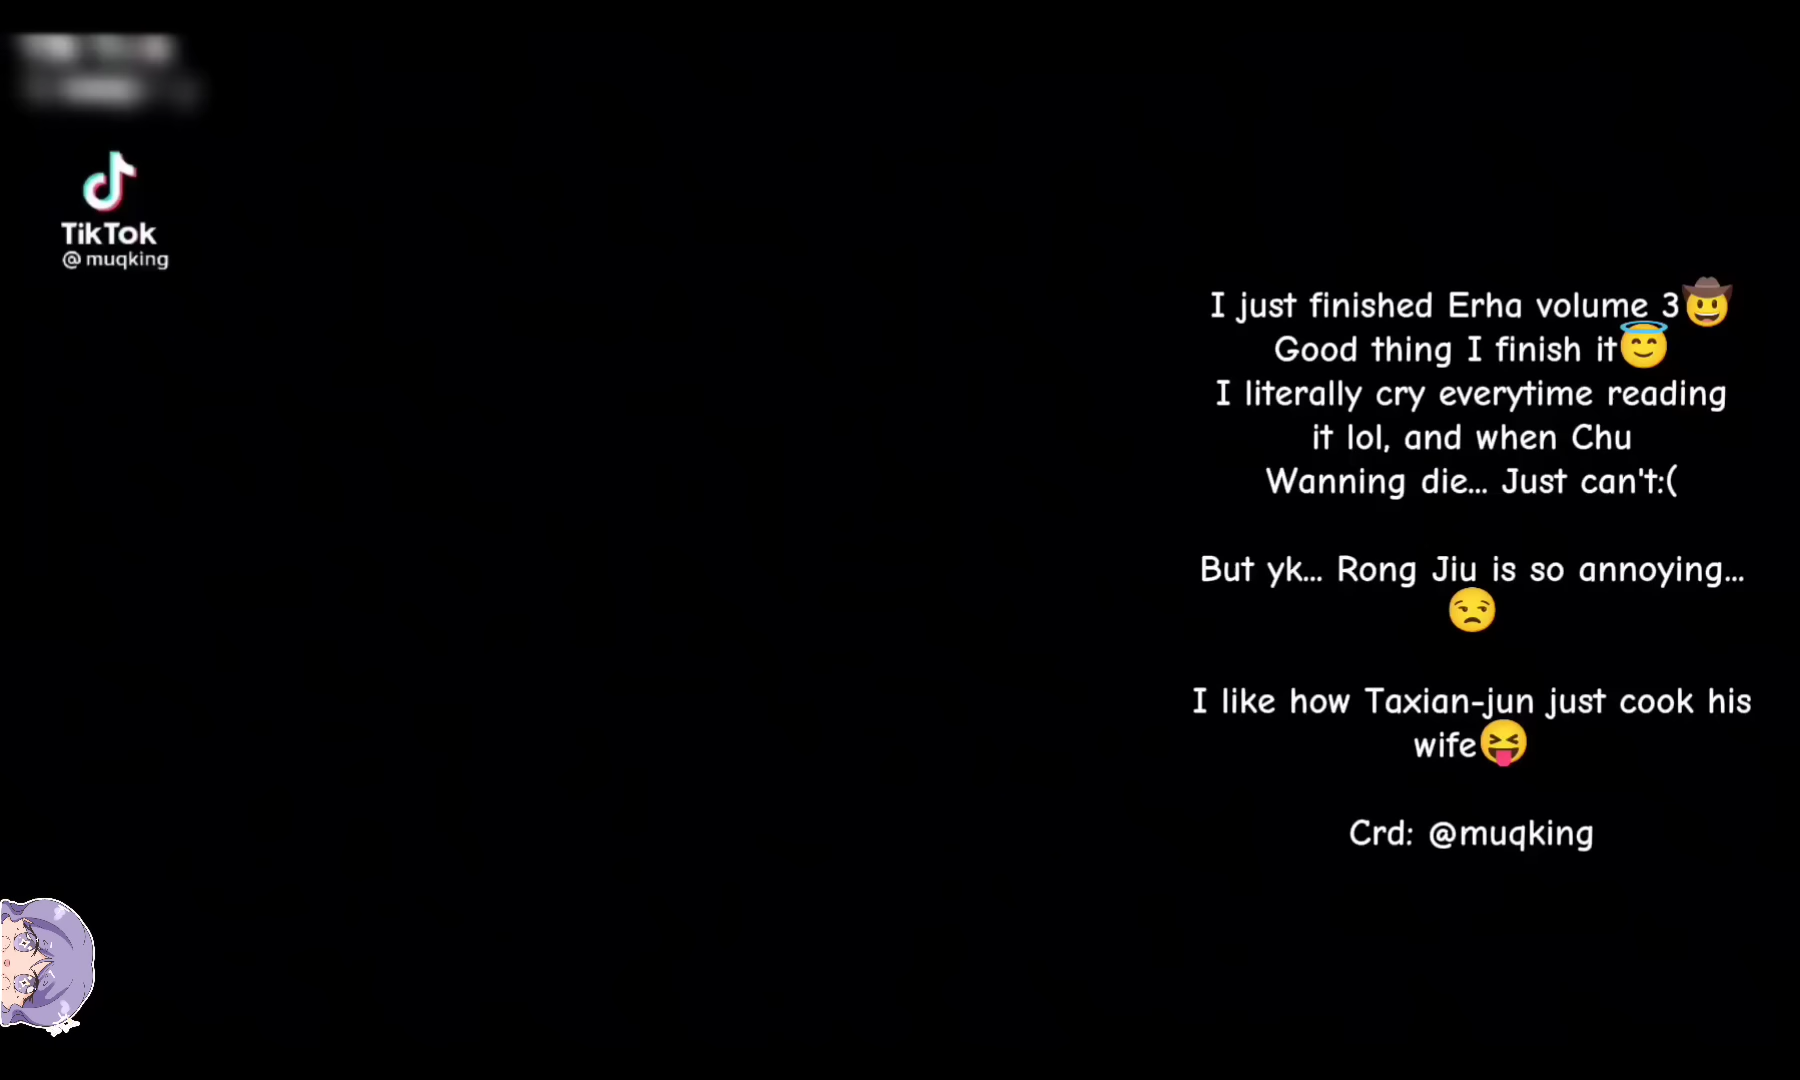 TikTok
@muqking
I just finished Erha volume 3🤠
Good thing I finish it😇
I literally cry everytime reading
it lol, and when Chu
Wanning die... Just can't:(
But yk... Rong Jiu is so annoying...
😒
I like how Taxian-jun just cook his
wife😝
Crd: @muqking